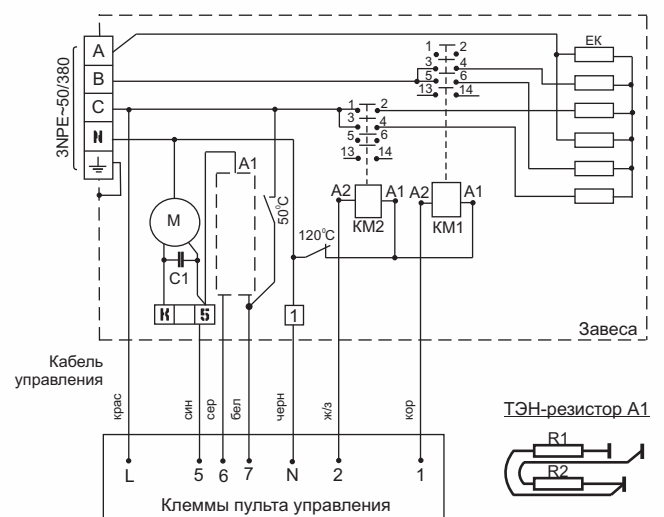 3NPE~50/380
A
B
C
N
1 2
3 4
5 6
13 14
EK
1 2
3 4
5 6
13 14
A1
50°C
M
C1
K 5
120°C
A2 A1
KM2
A2 A1
KM1
1
Завеса
Кабель
управления
крас
син
сер
бел
черн
ж/з
кор
L 5 6 7 N 2 1
Клеммы пульта управления
ТЭН-резистор А1
R1
R2